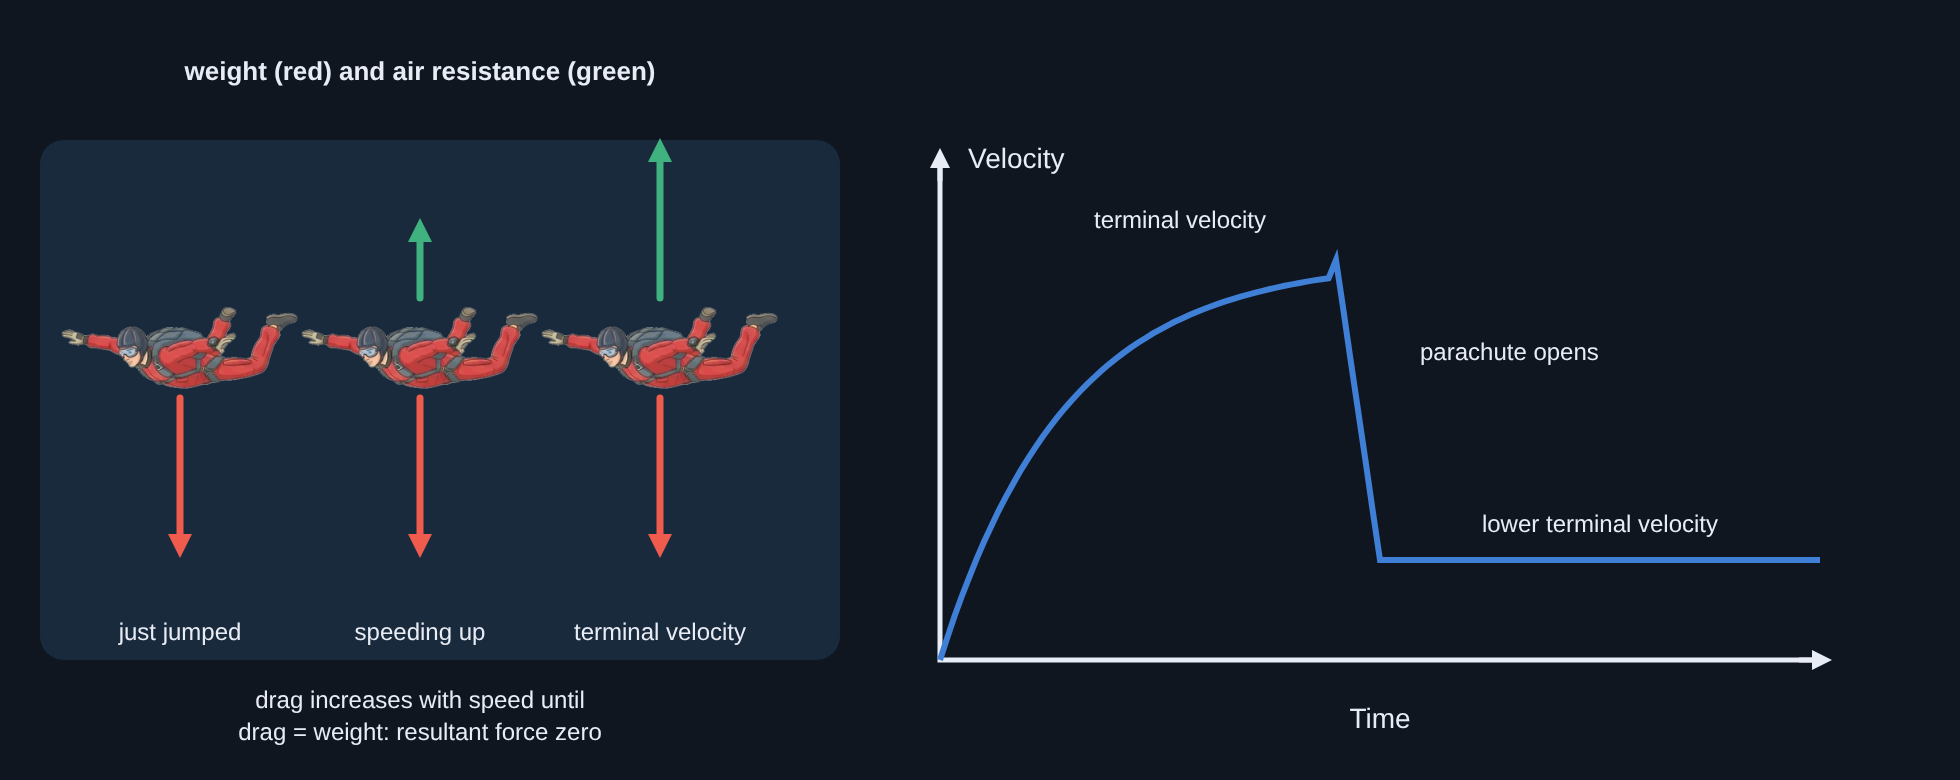 weight (red) and air resistance (green)
just jumped
speeding up
terminal velocity
drag increases with speed until
drag = weight: resultant force zero
Velocity
terminal velocity
parachute opens
lower terminal velocity
Time